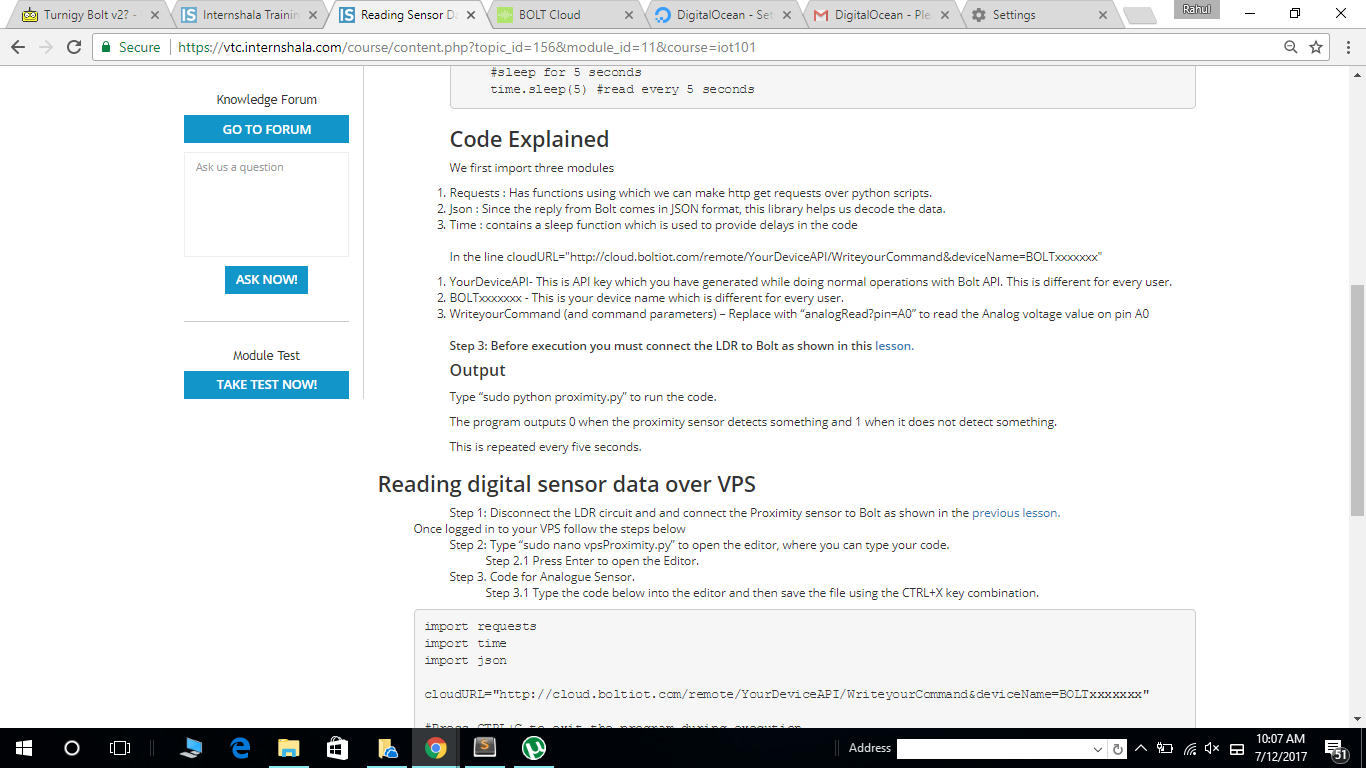 Turnigy Bolt v2? -
Internshala Trainin
Reading Sensor Da
BOLT Cloud
DigitalOcean - Set
DigitalOcean - Ple
Settings
Rahul
Secure
https://vtc.internshala.com/course/content.php?topic_id=156&module_id=11&course=iot101
#sleep for 5 seconds
time.sleep(5) #read every 5 seconds
Knowledge Forum
GO TO FORUM
Ask us a question
ASK NOW!
Module Test
TAKE TEST NOW!
Code Explained
We first import three modules
1. Requests : Has functions using which we can make http get requests over python scripts.
2. Json : Since the reply from Bolt comes in JSON format, this library helps us decode the data.
3. Time : contains a sleep function which is used to provide delays in the code
In the line cloudURL="http://cloud.boltiot.com/remote/YourDeviceAPI/WriteyourCommand&deviceName=BOLTxxxxxxx"
1. YourDeviceAPI- This is API key which you have generated while doing normal operations with Bolt API. This is different for every user.
2. BOLTxxxxxxx - This is your device name which is different for every user.
3. WriteyourCommand (and command parameters) – Replace with “analogRead?pin=A0” to read the Analog voltage value on pin A0
Step 3: Before execution you must connect the LDR to Bolt as shown in this lesson.
Output
Type “sudo python proximity.py” to run the code.
The program outputs 0 when the proximity sensor detects something and 1 when it does not detect something.
This is repeated every five seconds.
Reading digital sensor data over VPS
Step 1: Disconnect the LDR circuit and and connect the Proximity sensor to Bolt as shown in the previous lesson.
Once logged in to your VPS follow the steps below
Step 2: Type “sudo nano vpsProximity.py” to open the editor, where you can type your code.
Step 2.1 Press Enter to open the Editor.
Step 3. Code for Analogue Sensor.
Step 3.1 Type the code below into the editor and then save the file using the CTRL+X key combination.
import requests
import time
import json
cloudURL="http://cloud.boltiot.com/remote/YourDeviceAPI/WriteyourCommand&deviceName=BOLTxxxxxxx"
#Press CTRL+C to exit the program during execution
Address
10:07 AM
7/12/2017
51